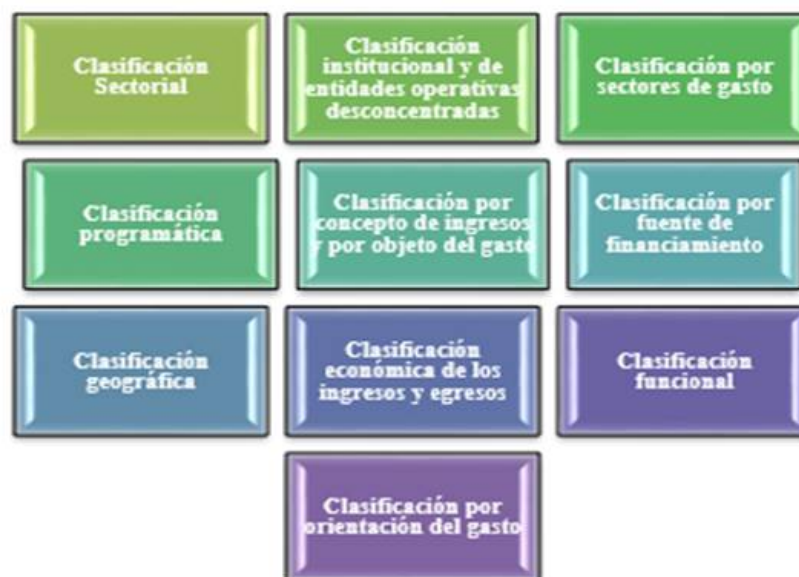 Clasificación
Sectorial
Clasificación
institucional y de
entidades operativas
desconcentradas
Clasificación por
sectores de gasto
Clasificación
programática
Clasificación por
concepto de ingresos
y por objeto del gasto
Clasificación por
fuente de
financiamiento
Clasificación
geográfica
Clasificación
económica de los
ingresos y egresos
Clasificación
funcional
Clasificación por
orientación del gasto